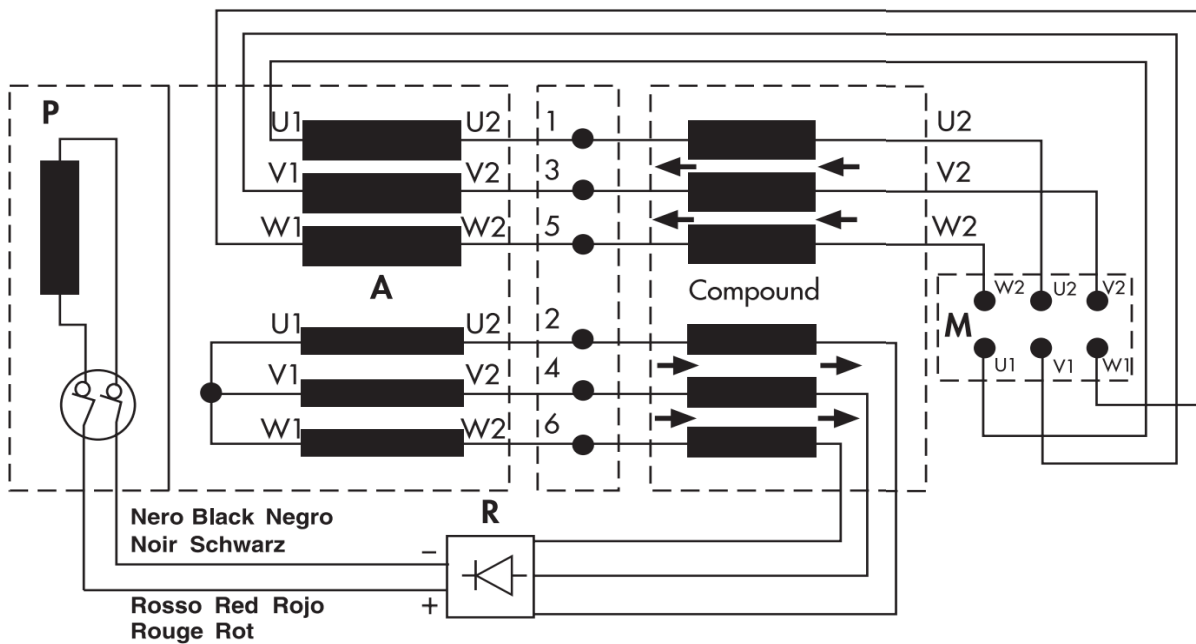 P
U1 U2 1 U2
V1 V2 3 V2
W1 W2 5 W2
A
Compound
W2 U2 V2
M
U1 V1 W1
U1 U2 2
V1 V2 4
W1 W2 6
Nero Black Negro
Noir Schwarz
R
−
+
Rosso Red Rojo
Rouge Rot